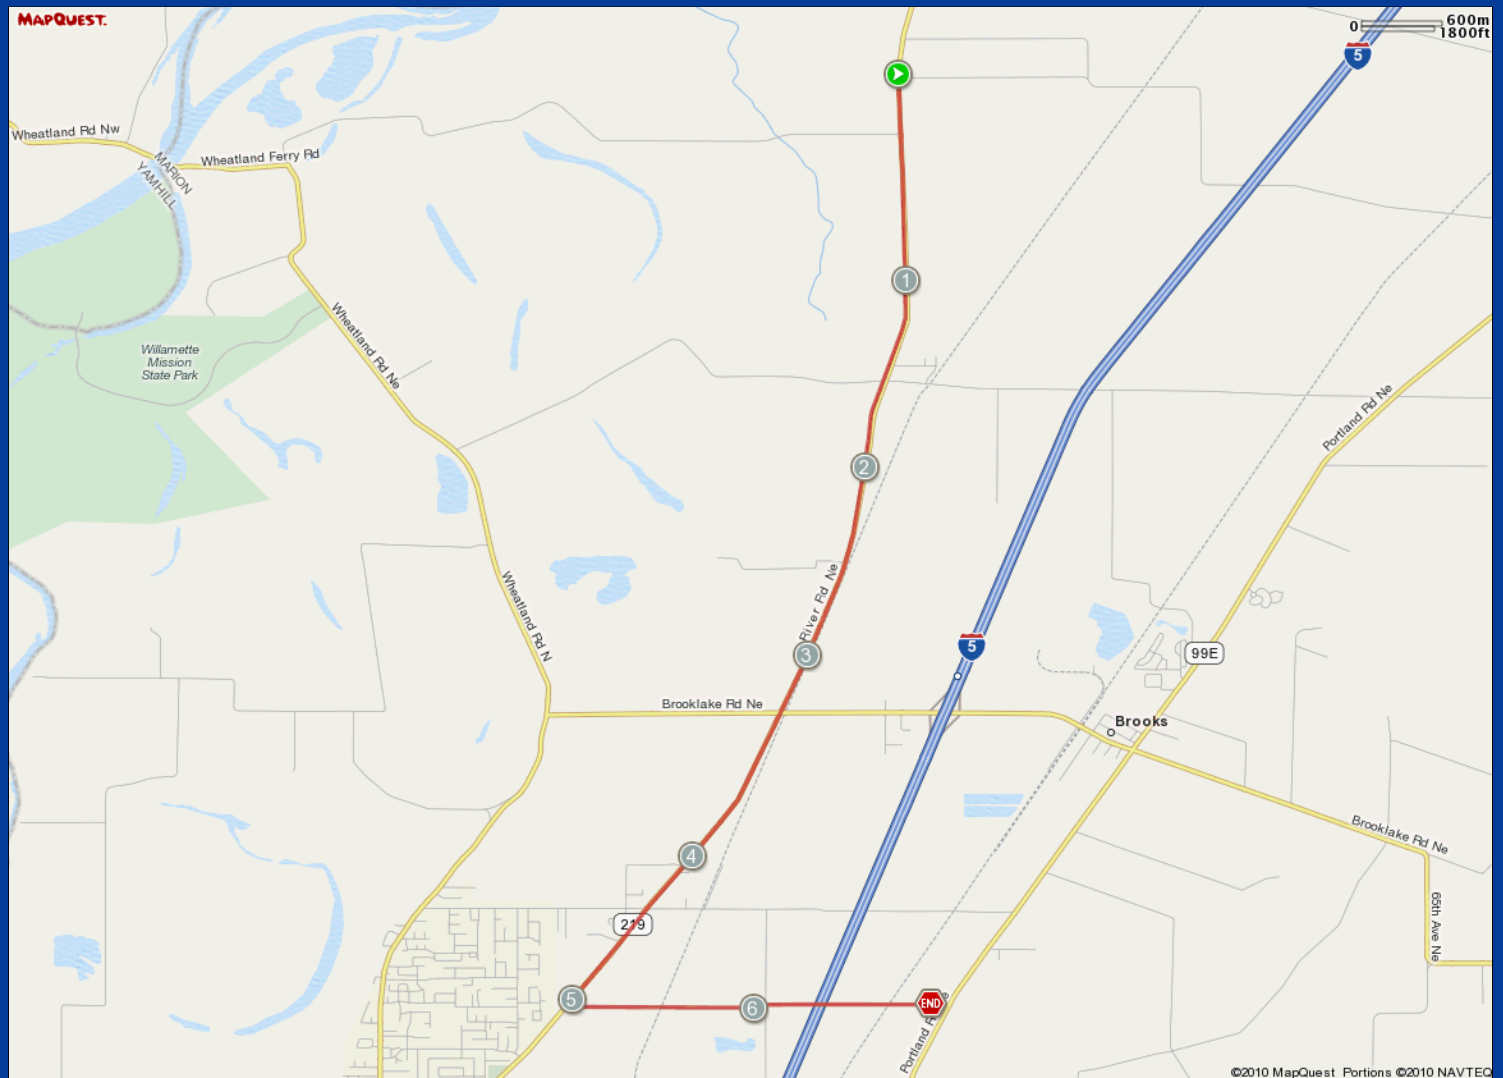 MAPQUEST.
0 600m
1800ft
5
Wheatland Rd Nw
Wheatland Ferry Rd
MARION
YAMHILL
1
Willamette
Mission
State Park
Wheatland Rd Ne
Portland Rd Ne
2
Wheatland Rd N
River Rd Ne
3
5
99E
Brooklake Rd Ne
Brooks
4
Brooklake Rd Ne
65th Ave Ne
219
5
6
END
Portland
©2010 MapQuest Portions ©2010 NAVTEQ